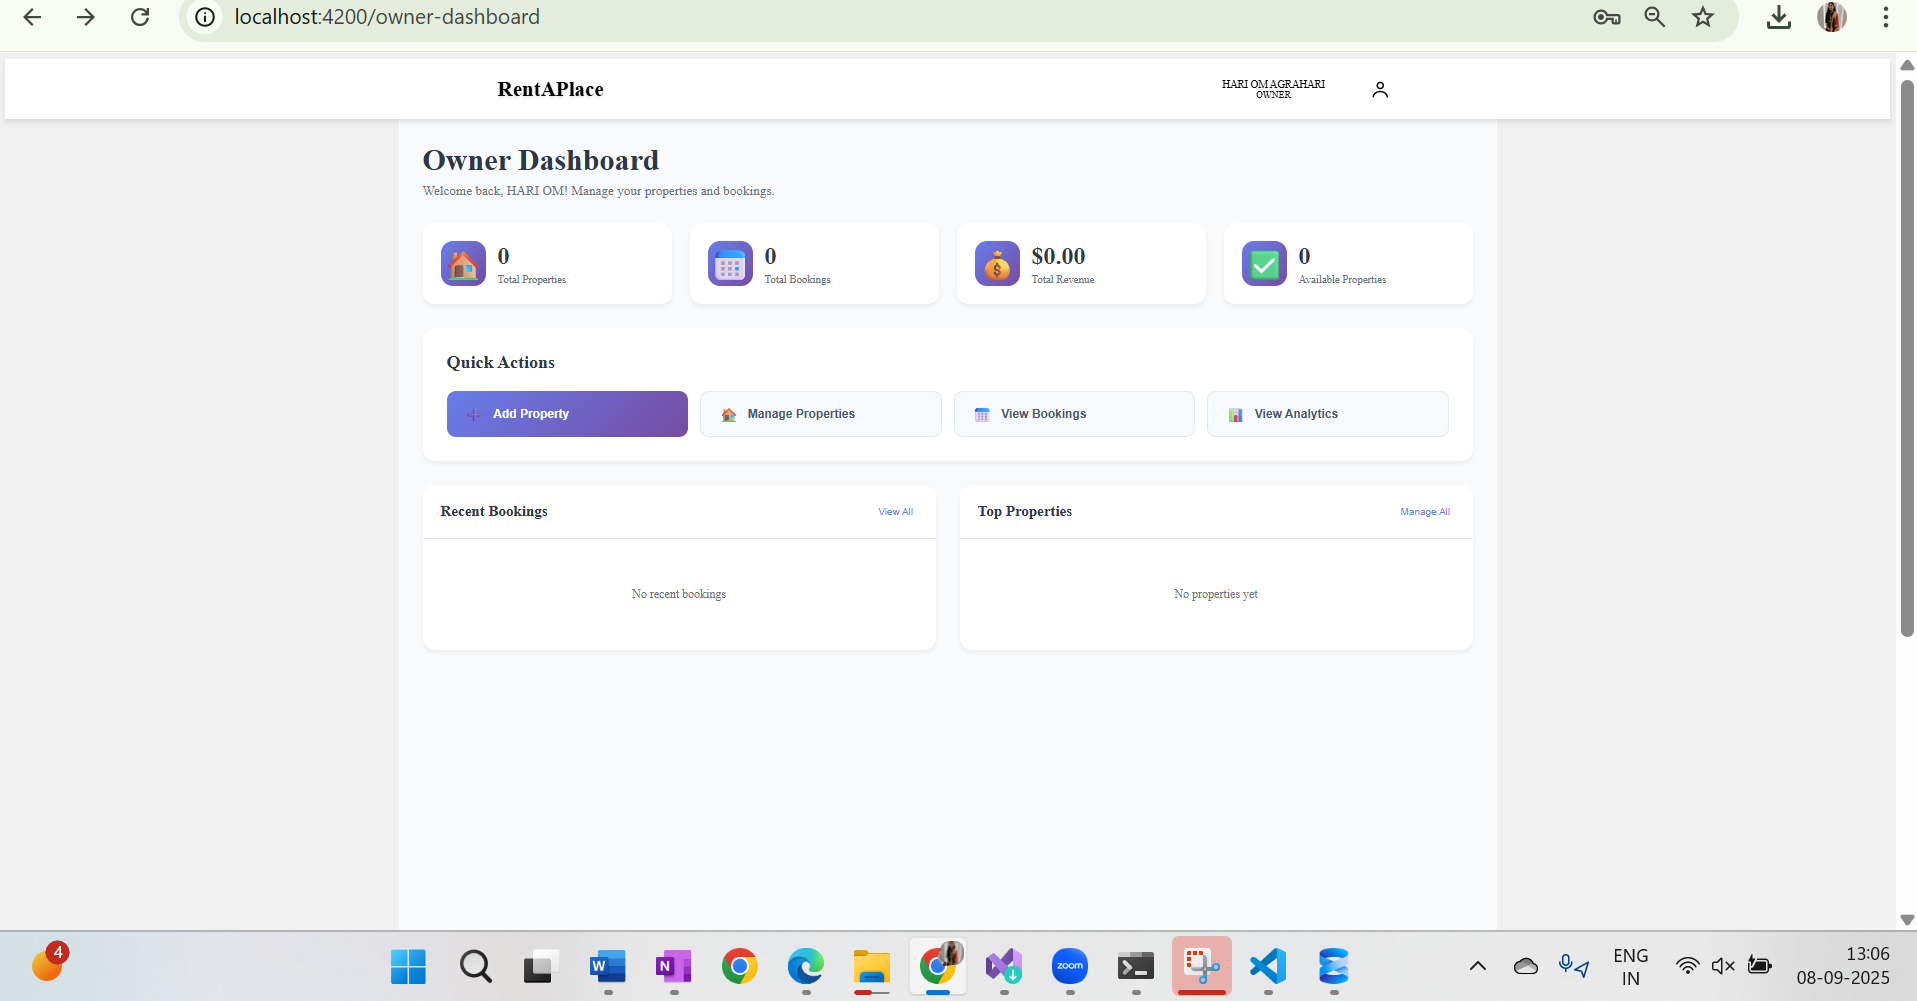 localhost:4200/owner-dashboard
RentAPlace
HARI OM AGRAHARI
OWNER
Owner Dashboard
Welcome back, HARI OM! Manage your properties and bookings.
0
Total Properties
0
Total Bookings
$0.00
Total Revenue
0
Available Properties
Quick Actions
Add Property
Manage Properties
View Bookings
View Analytics
Recent Bookings
View All
Top Properties
Manage All
No recent bookings
No properties yet
4
W
N
zoom
ENG
IN
13:06
08-09-2025